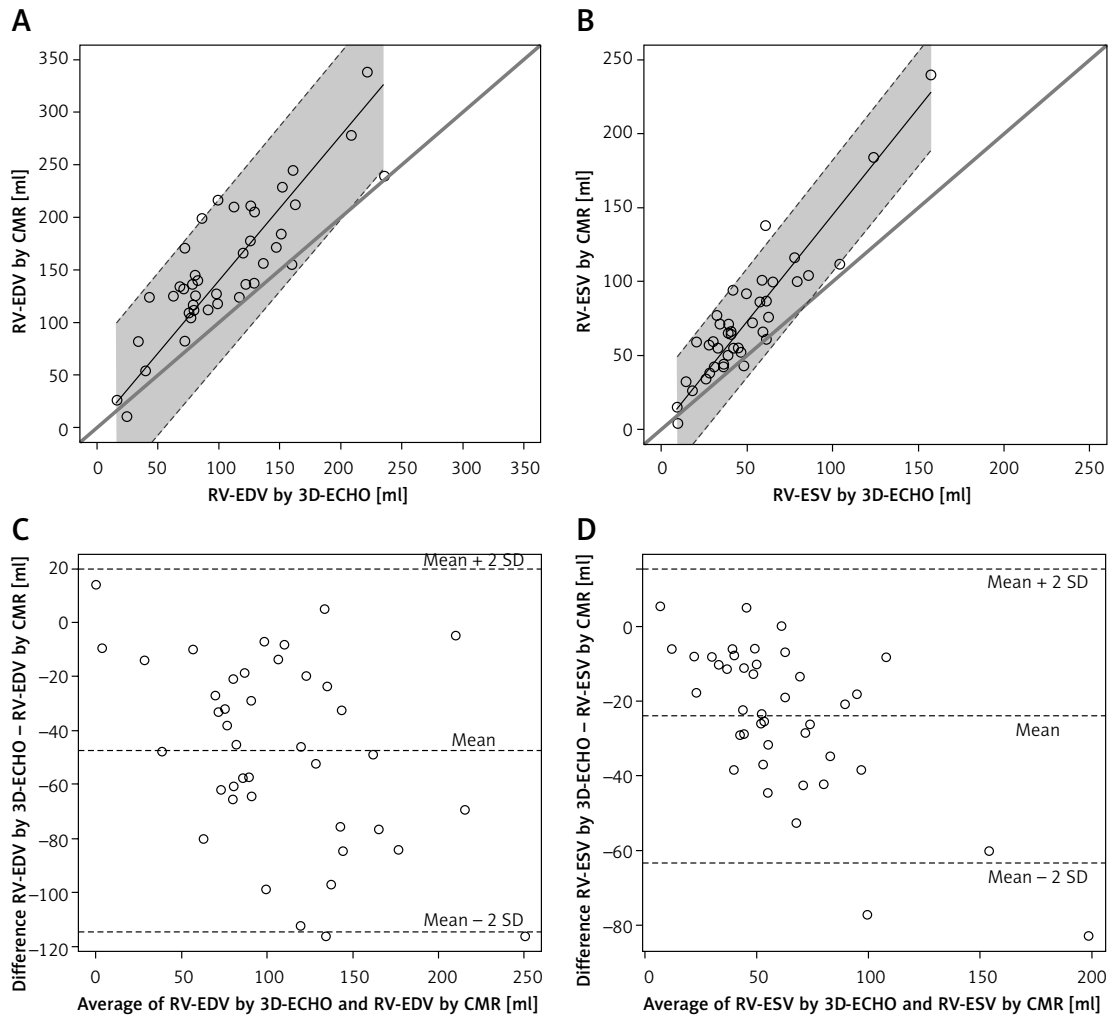 A
B
RV-EDV by CMR [ml]
350
300
250
200
150
100
50
0
0 50 100 150 200 250 300 350
RV-EDV by 3D-ECHO [ml]
RV-ESV by CMR [ml]
250
200
150
100
50
0
0 50 100 150 200 250
RV-ESV by 3D-ECHO [ml]
C
D
Difference RV-EDV by 3D-ECHO – RV-EDV by CMR [ml]
20
0
–20
–40
–60
–80
–100
–120
Mean + 2 SD
Mean
Mean – 2 SD
0 50 100 150 200 250
Average of RV-EDV by 3D-ECHO and RV-EDV by CMR [ml]
Difference RV-ESV by 3D-ECHO – RV-ESV by CMR [ml]
0
–20
–40
–60
–80
Mean + 2 SD
Mean
Mean – 2 SD
0 50 100 150 200
Average of RV-ESV by 3D-ECHO and RV-ESV by CMR [ml]